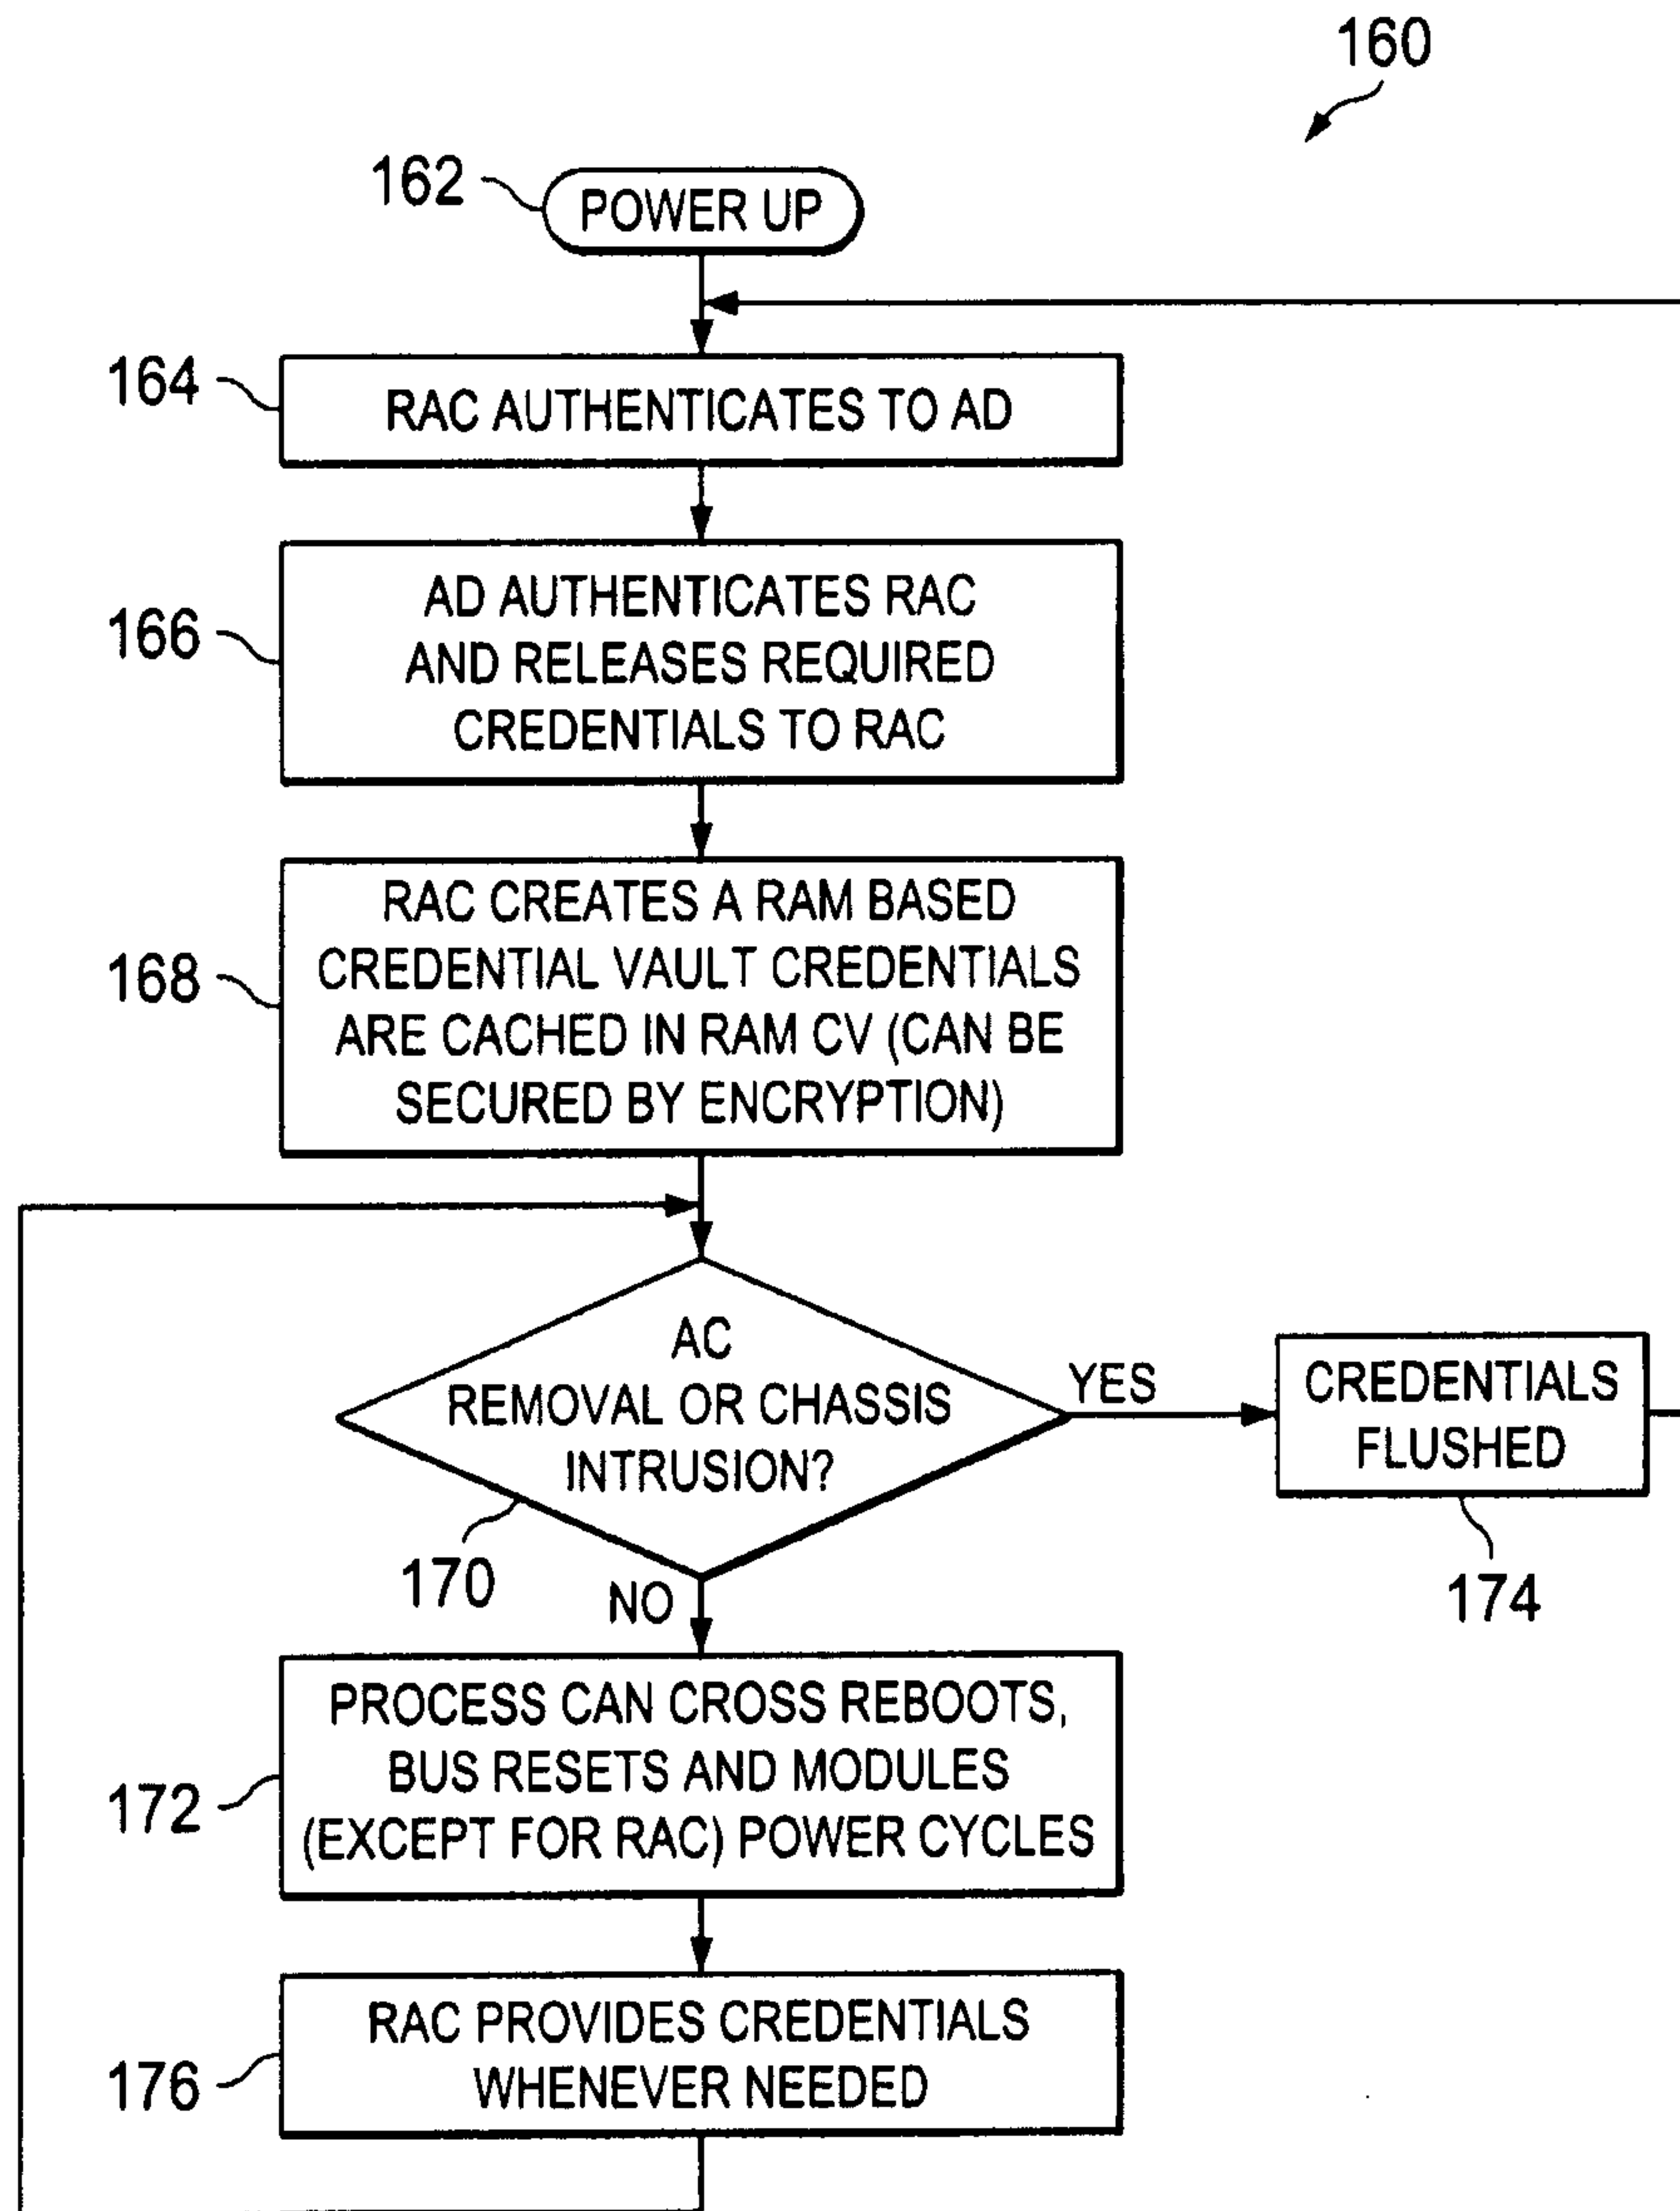 160
162
POWER UP
164
RAC AUTHENTICATES TO AD
166
AD AUTHENTICATES RAC
AND RELEASES REQUIRED
CREDENTIALS TO RAC
168
RAC CREATES A RAM BASED
CREDENTIAL VAULT CREDENTIALS
ARE CACHED IN RAM CV (CAN BE
SECURED BY ENCRYPTION)
AC
REMOVAL OR CHASSIS
INTRUSION?
YES
CREDENTIALS
FLUSHED
170
NO
174
172
PROCESS CAN CROSS REBOOTS,
BUS RESETS AND MODULES
(EXCEPT FOR RAC) POWER CYCLES
176
RAC PROVIDES CREDENTIALS
WHENEVER NEEDED